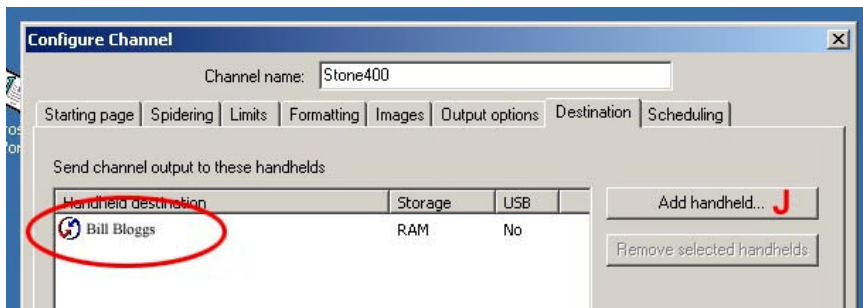 Configure Channel
Channel name: Stone400
Starting page Spidering Limits Formatting Images Output options Destination Scheduling
Send channel output to these handhelds
Handheld destination Storage USB
Add handheld... J
Bill Bloggs RAM No
Remove selected handhelds